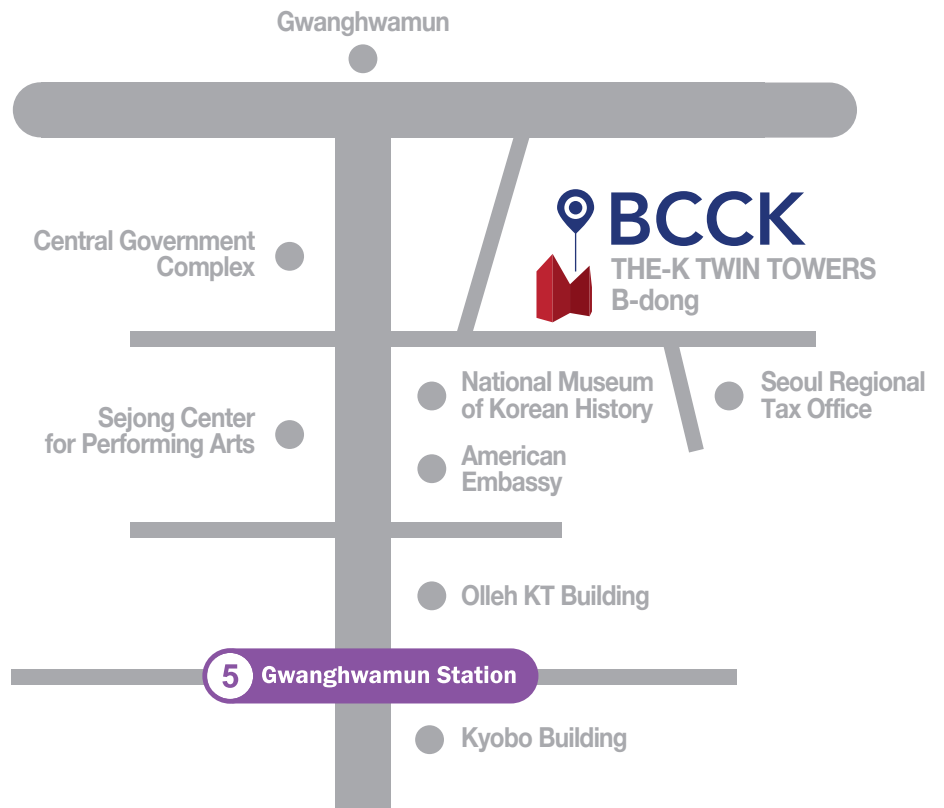 Gwanghwamun
BCCK
THE-K TWIN TOWERS
B-dong
Central Government
Complex
National Museum
of Korean History
Seoul Regional
Tax Office
Sejong Center
for Performing Arts
American
Embassy
Olleh KT Building
5 Gwanghwamun Station
Kyobo Building